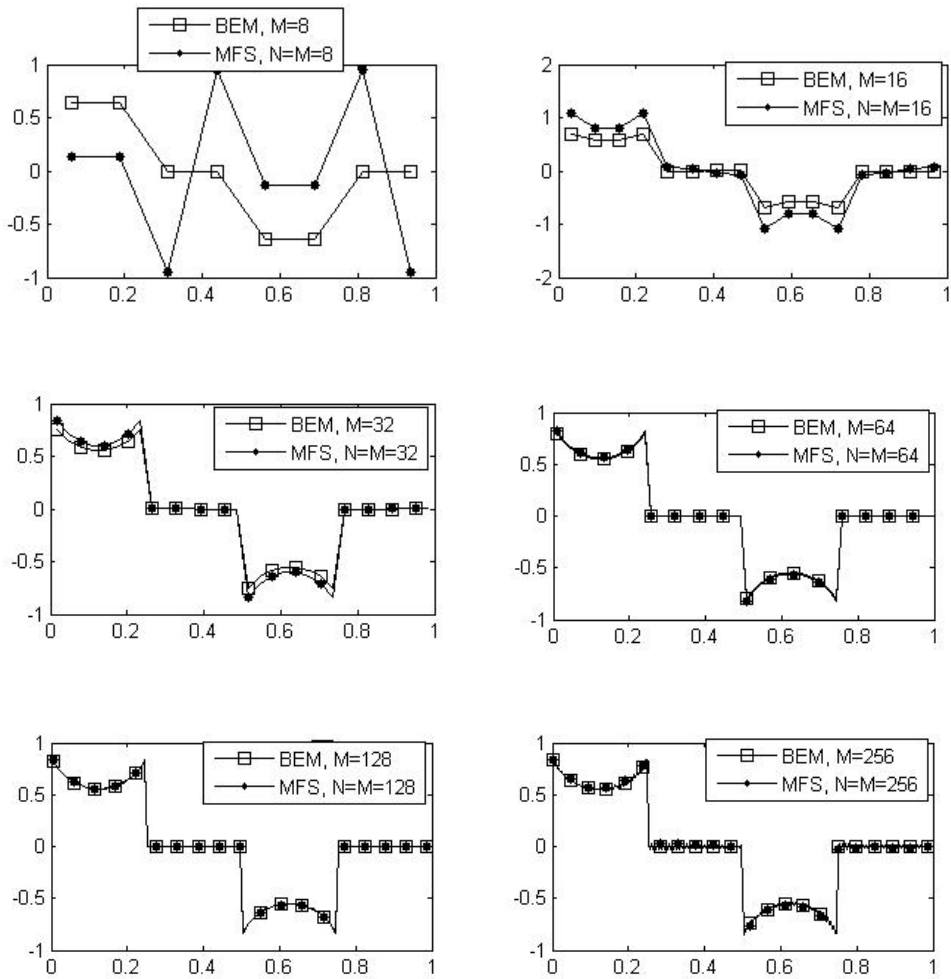 BEM, M=8
MFS, N=M=8
1
0.5
0
-0.5
-1
0 0.2 0.4 0.6 0.8 1
BEM, M=16
MFS, N=M=16
2
1
0
-1
-2
0 0.2 0.4 0.6 0.8 1
BEM, M=32
MFS, N=M=32
1
0.5
0
-0.5
-1
0 0.2 0.4 0.6 0.8 1
BEM, M=64
MFS, N=M=64
1
0.5
0
-0.5
-1
0 0.2 0.4 0.6 0.8 1
BEM, M=128
MFS, N=M=128
1
0.5
0
-0.5
-1
0 0.2 0.4 0.6 0.8 1
BEM, M=256
MFS, N=M=256
1
0.5
0
-0.5
-1
0 0.2 0.4 0.6 0.8 1